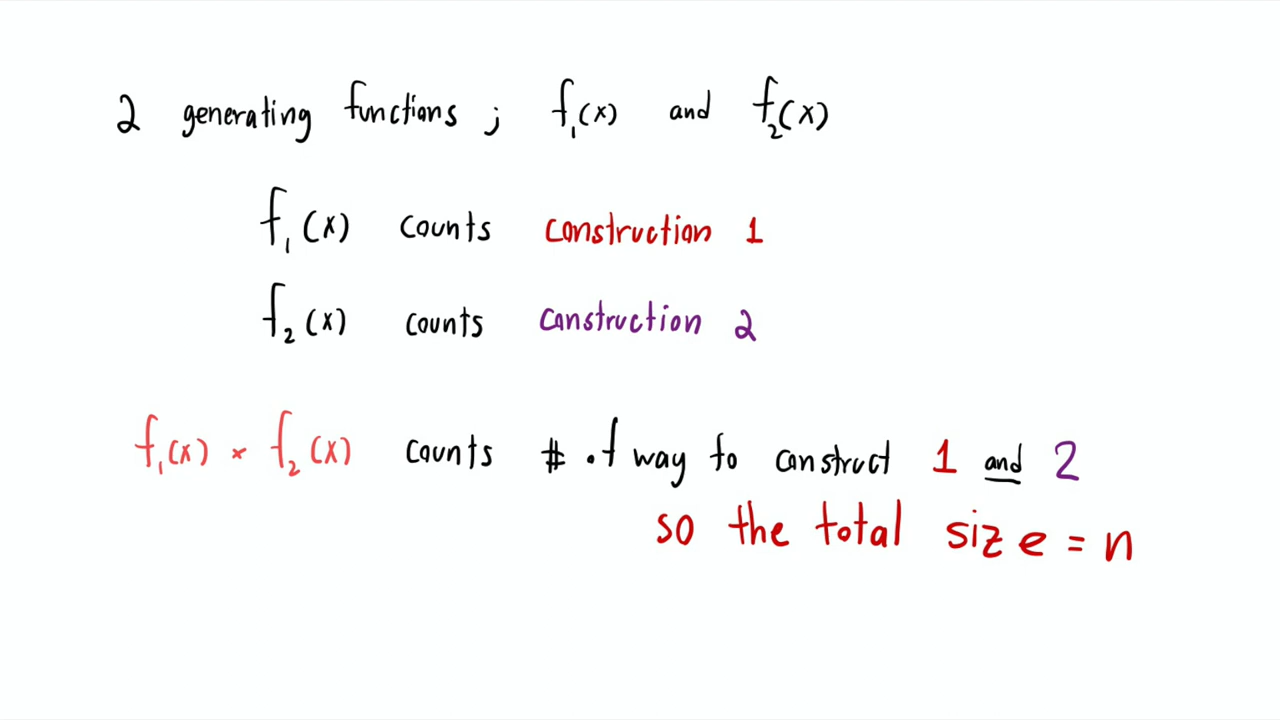 2 generating functions ; f₁(x) and f₂(x)
f₁(x) counts construction 1
f₂(x) counts construction 2
f₁(x) × f₂(x) counts # of way to construct 1 and 2
so the total size = n